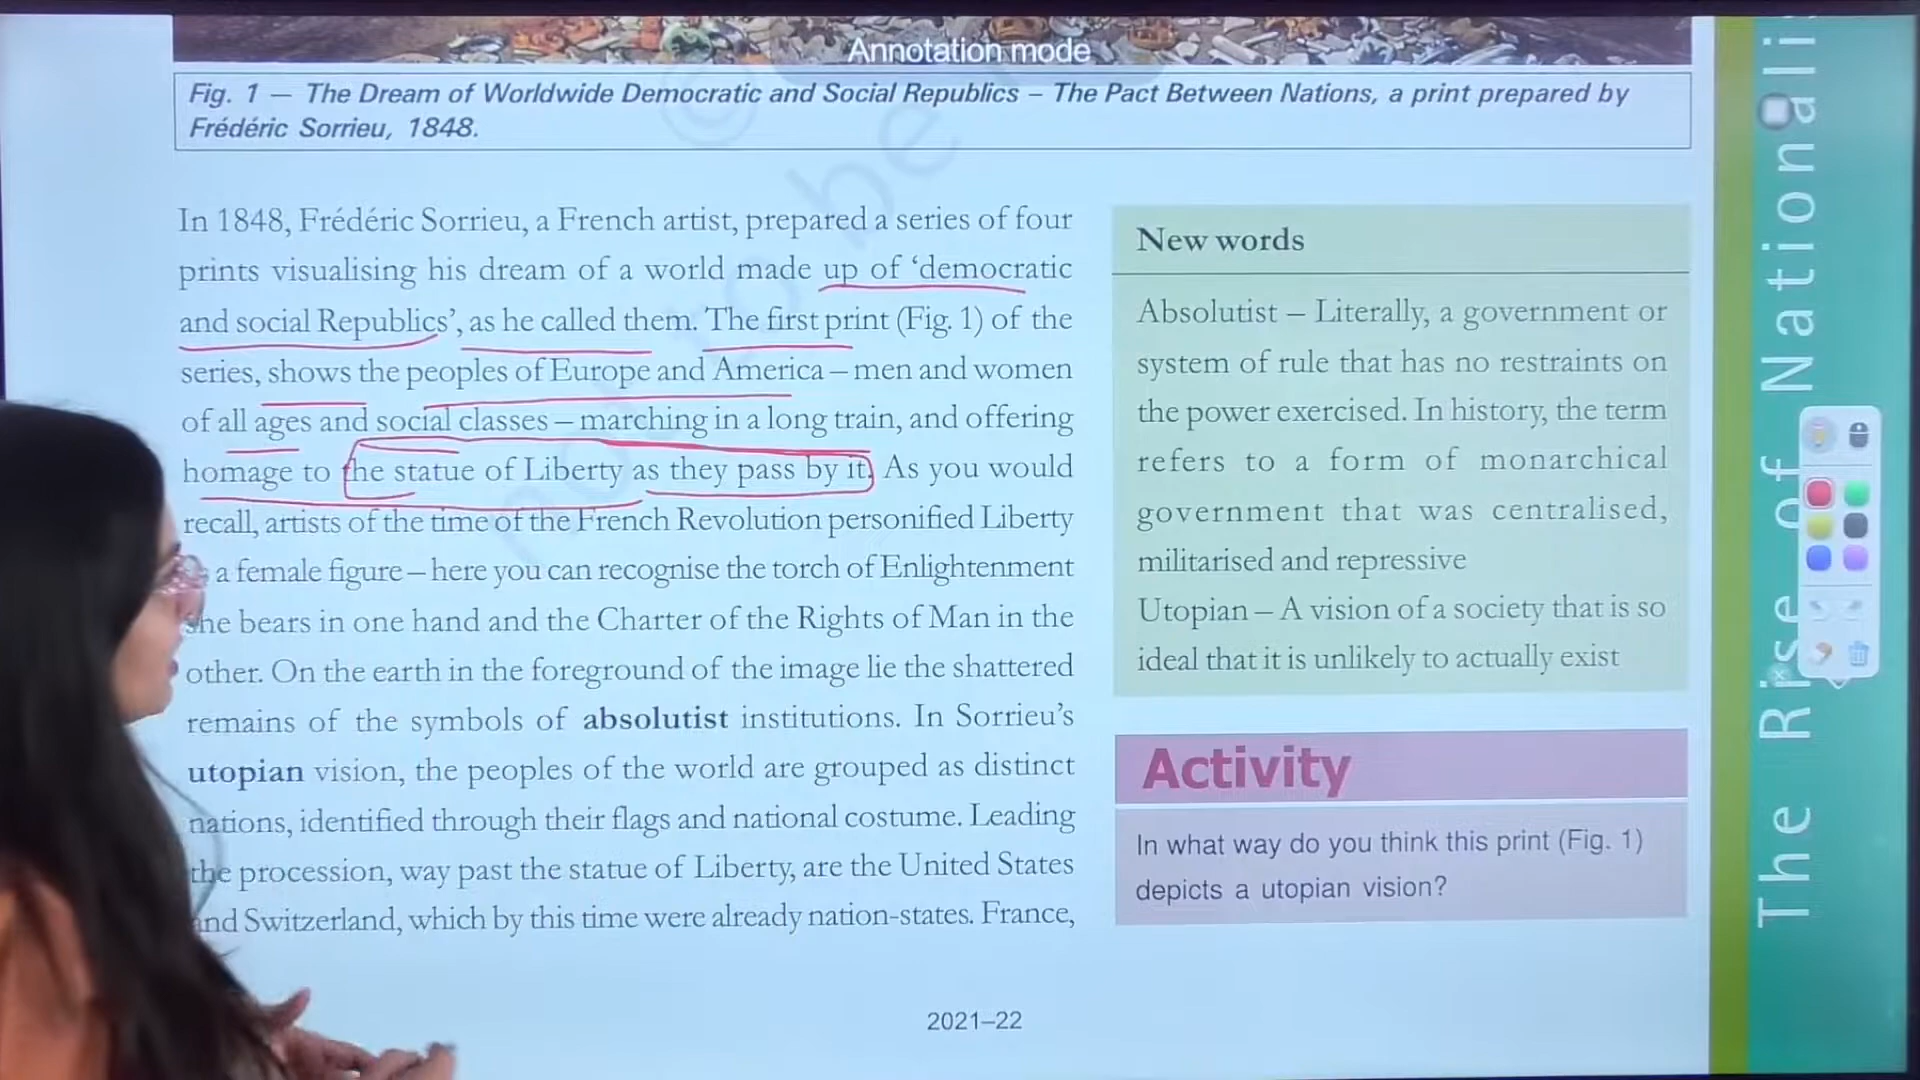 Annotation mode
Fig. 1 — The Dream of Worldwide Democratic and Social Republics – The Pact Between Nations, a print prepared by
Frédéric Sorrieu, 1848.
In 1848, Frédéric Sorrieu, a French artist, prepared a series of four
prints visualising his dream of a world made up of ‘democratic
and social Republics’, as he called them. The first print (Fig. 1) of the
series, shows the peoples of Europe and America – men and women
of all ages and social classes – marching in a long train, and offering
homage to the statue of Liberty as they pass by it. As you would
recall, artists of the time of the French Revolution personified Liberty
a female figure – here you can recognise the torch of Enlightenment
she bears in one hand and the Charter of the Rights of Man in the
other. On the earth in the foreground of the image lie the shattered
remains of the symbols of absolutist institutions. In Sorrieu’s
utopian vision, the peoples of the world are grouped as distinct
nations, identified through their flags and national costume. Leading
the procession, way past the statue of Liberty, are the United States
and Switzerland, which by this time were already nation-states. France,
New words
Absolutist – Literally, a government or
system of rule that has no restraints on
the power exercised. In history, the term
refers to a form of monarchical
government that was centralised,
militarised and repressive
Utopian – A vision of a society that is so
ideal that it is unlikely to actually exist
Activity
In what way do you think this print (Fig. 1)
depicts a utopian vision?
2021–22
The Rise of Nationali
©
not to be